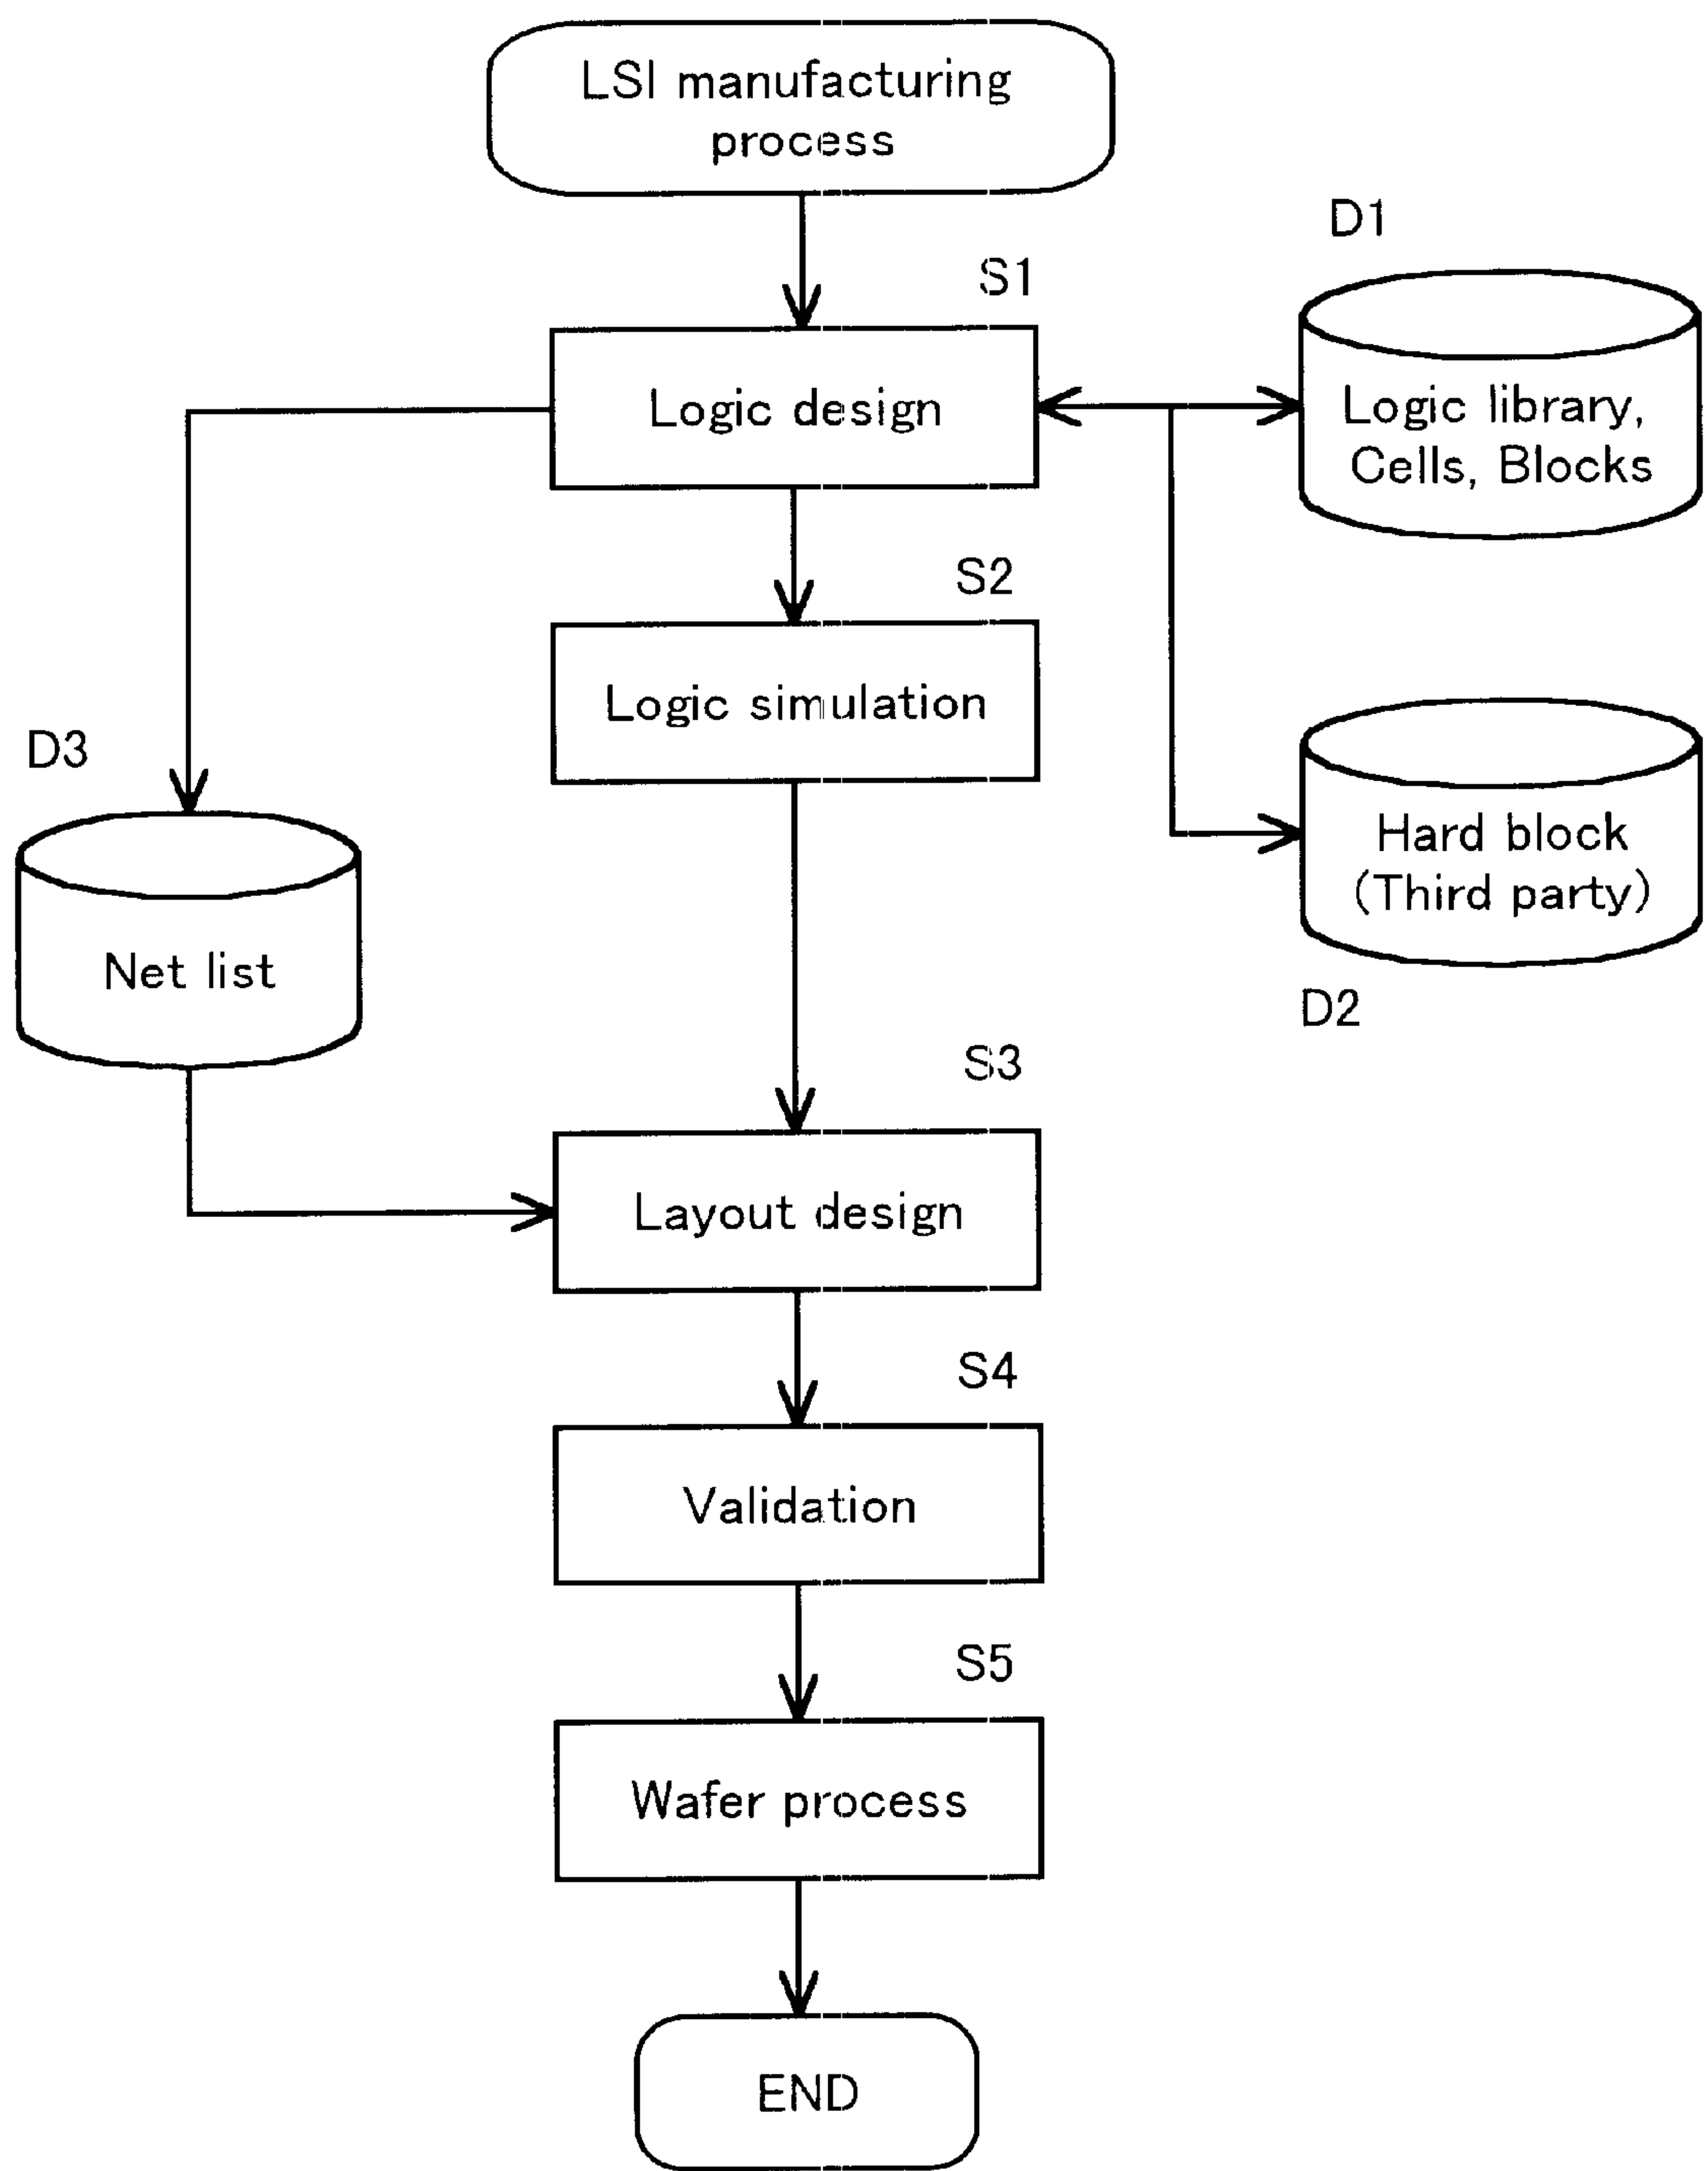 LSI manufacturing
process
S1
D1
Logic design
Logic library,
Cells, Blocks
S2
Logic simulation
D3
Net list
Hard block
(Third party)
D2
S3
Layout design
S4
Validation
S5
Wafer process
END